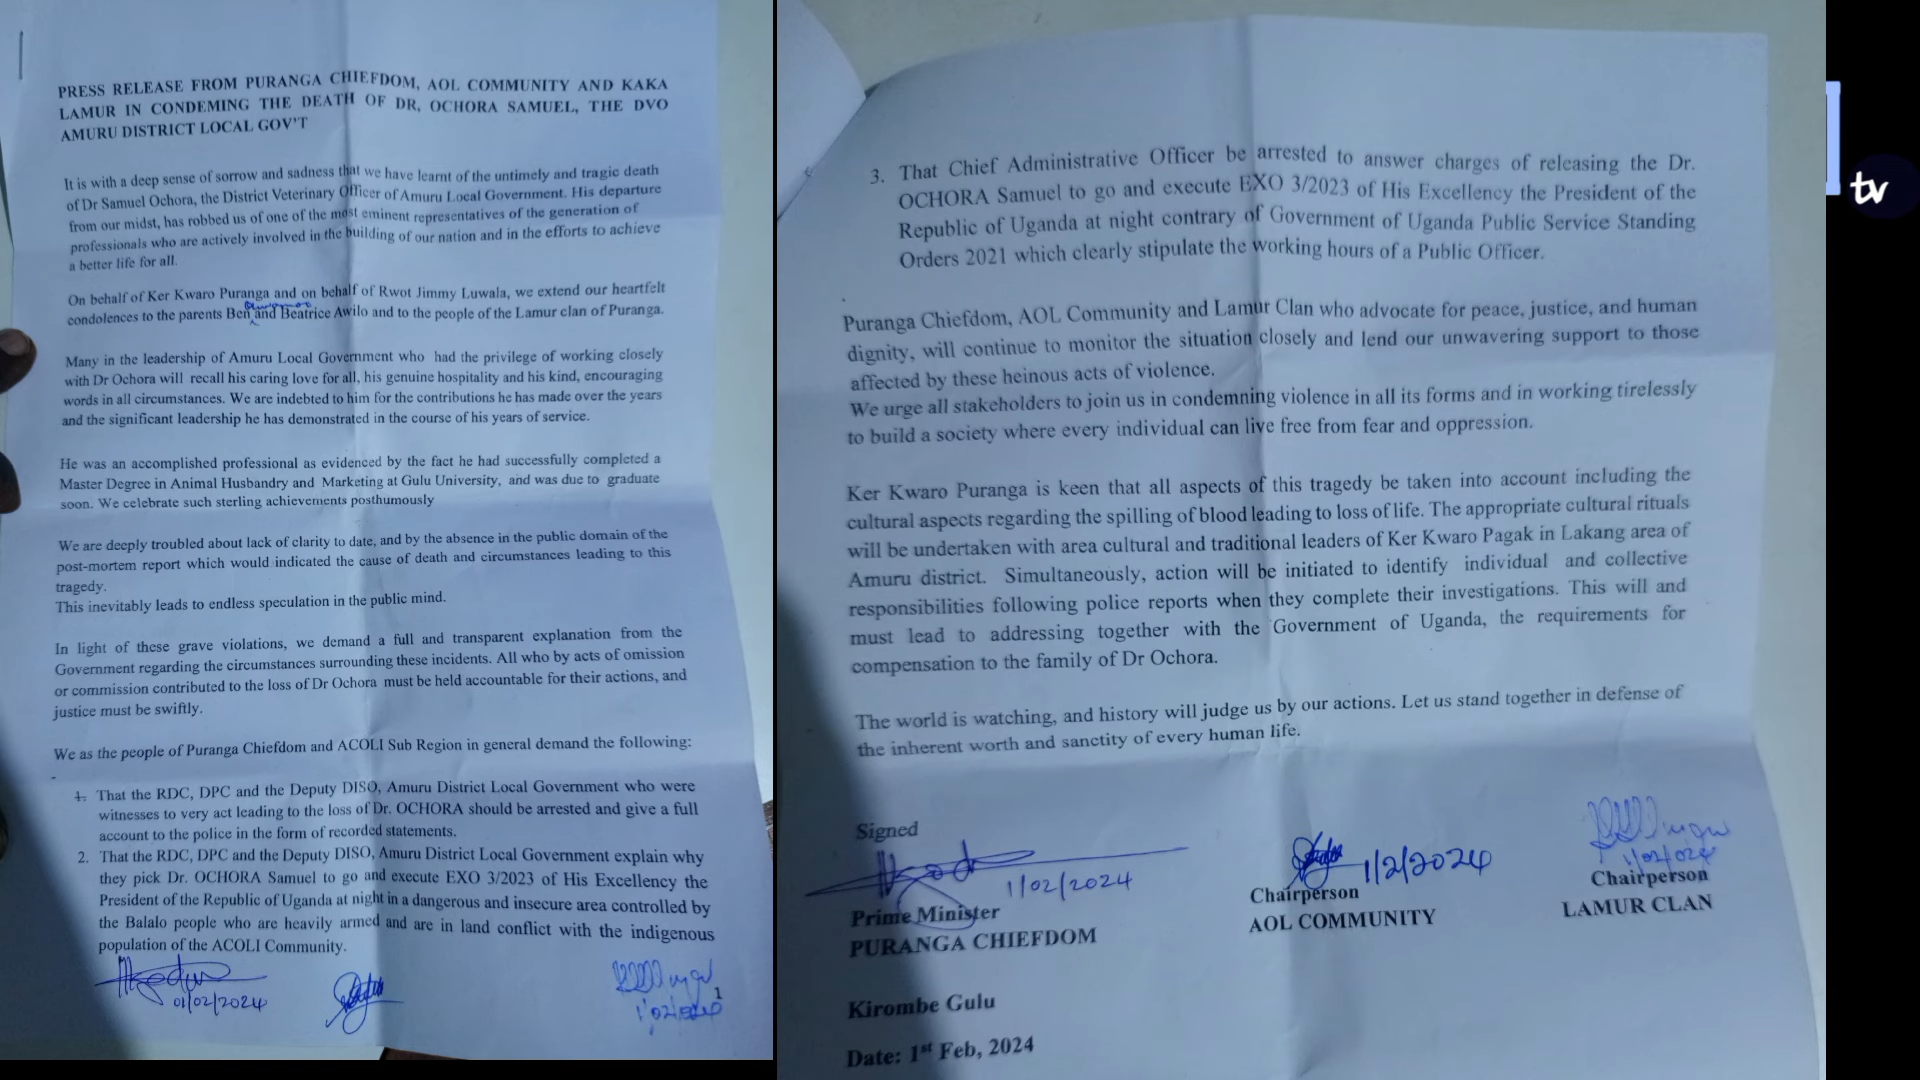 PRESS RELEASE FROM PURANGA CHIEFDOM, AOL COMMUNITY AND KAKA
LAMUR IN CONDEMING THE DEATH OF DR, OCHORA SAMUEL, THE DVO
AMURU DISTRICT LOCAL GOV'T
It is with a deep sense of sorrow and sadness that we have learnt of the untimely and tragic death
of Dr Samuel Ochora, the District Veterinary Officer of Amuru Local Government. His departure
from our midst, has robbed us of one of the most eminent representatives of the generation of
professionals who are actively involved in the building of our nation and in the efforts to achieve
a better life for all.
On behalf of Ker Kwaro Puranga and on behalf of Rwot Jimmy Luwala, we extend our heartfelt
condolences to the parents Ben and Beatrice Awilo and to the people of the Lamur clan of Puranga.
Many in the leadership of Amuru Local Government who had the privilege of working closely
with Dr Ochora will recall his caring love for all, his genuine hospitality and his kind, encouraging
words in all circumstances. We are indebted to him for the contributions he has made over the years
and the significant leadership he has demonstrated in the course of his years of service.
He was an accomplished professional as evidenced by the fact he had successfully completed a
Master Degree in Animal Husbandry and Marketing at Gulu University, and was due to graduate
soon. We celebrate such sterling achievements posthumously
We are deeply troubled about lack of clarity to date, and by the absence in the public domain of the
post-mortem report which would indicated the cause of death and circumstances leading to this
tragedy.
This inevitably leads to endless speculation in the public mind.
In light of these grave violations, we demand a full and transparent explanation from the
Government regarding the circumstances surrounding these incidents. All who by acts of omission
or commission contributed to the loss of Dr Ochora must be held accountable for their actions, and
justice must be swiftly.
We as the people of Puranga Chiefdom and ACOLI Sub Region in general demand the following:
1. That the RDC, DPC and the Deputy DISO, Amuru District Local Government who were
witnesses to very act leading to the loss of Dr. OCHORA should be arrested and give a full
account to the police in the form of recorded statements.
2. That the RDC, DPC and the Deputy DISO, Amuru District Local Government explain why
they pick Dr. OCHORA Samuel to go and execute EXO 3/2023 of His Excellency the
President of the Republic of Uganda at night in a dangerous and insecure area controlled by
the Balalo people who are heavily armed and are in land conflict with the indigenous
population of the ACOLI Community.
01/02/2024
1
3. That Chief Administrative Officer be arrested to answer charges of releasing the Dr.
OCHORA Samuel to go and execute EXO 3/2023 of His Excellency the President of the
Republic of Uganda at night contrary of Government of Uganda Public Service Standing
Orders 2021 which clearly stipulate the working hours of a Public Officer.
Puranga Chiefdom, AOL Community and Lamur Clan who advocate for peace, justice, and human
dignity, will continue to monitor the situation closely and lend our unwavering support to those
affected by these heinous acts of violence.
We urge all stakeholders to join us in condemning violence in all its forms and in working tirelessly
to build a society where every individual can live free from fear and oppression.
Ker Kwaro Puranga is keen that all aspects of this tragedy be taken into account including the
cultural aspects regarding the spilling of blood leading to loss of life. The appropriate cultural rituals
will be undertaken with area cultural and traditional leaders of Ker Kwaro Pagak in Lakang area of
Amuru district. Simultaneously, action will be initiated to identify individual and collective
responsibilities following police reports when they complete their investigations. This will and
must lead to addressing together with the Government of Uganda, the requirements for
compensation to the family of Dr Ochora.
The world is watching, and history will judge us by our actions. Let us stand together in defense of
the inherent worth and sanctity of every human life.
Signed
1/02/2024
Prime Minister
PURANGA CHIEFDOM
1/2/2024
Chairperson
AOL COMMUNITY
1/02/024
Chairperson
LAMUR CLAN
Kirombe Gulu
Date: 1st Feb, 2024
tv